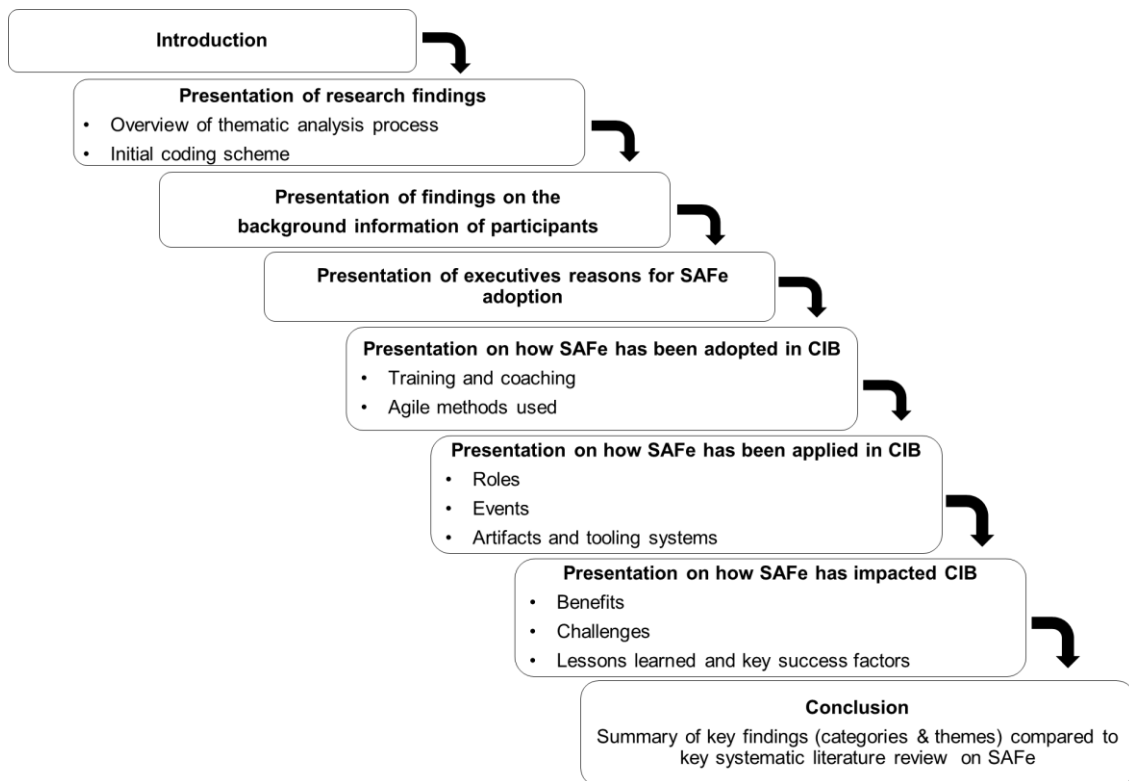 Introduction
Presentation of research findings
• Overview of thematic analysis process
• Initial coding scheme
Presentation of findings on the
background information of participants
Presentation of executives reasons for SAFe
adoption
Presentation on how SAFe has been adopted in CIB
• Training and coaching
• Agile methods used
Presentation on how SAFe has been applied in CIB
• Roles
• Events
• Artifacts and tooling systems
Presentation on how SAFe has impacted CIB
• Benefits
• Challenges
• Lessons learned and key success factors
Conclusion
Summary of key findings (categories & themes) compared to
key systematic literature review on SAFe